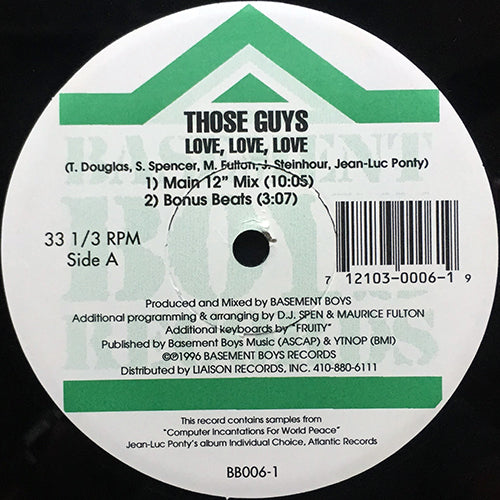 BASEMENT
BOYS
RECORDS
THOSE GUYS
LOVE, LOVE, LOVE
(T. Douglas, S. Spencer, M. Fulton, J. Steinhour, Jean-Luc Ponty)
1) Main 12" Mix (10:05)
2) Bonus Beats (3:07)
33 1/3 RPM
Side A
7 12103-0006-1 9
Produced and Mixed by BASEMENT BOYS
Additional programming & arranging by D.J. SPEN & MAURICE FULTON
Additional keyboards by "FRUITY"
Published by Basement Boys Music (ASCAP) & YTNOP (BMI)
©℗1996 BASEMENT BOYS RECORDS
Distributed by LIAISON RECORDS, INC. 410-880-6111
This record contains samples from
"Computer Incantations For World Peace"
Jean-Luc Ponty's album Individual Choice, Atlantic Records
BB006-1